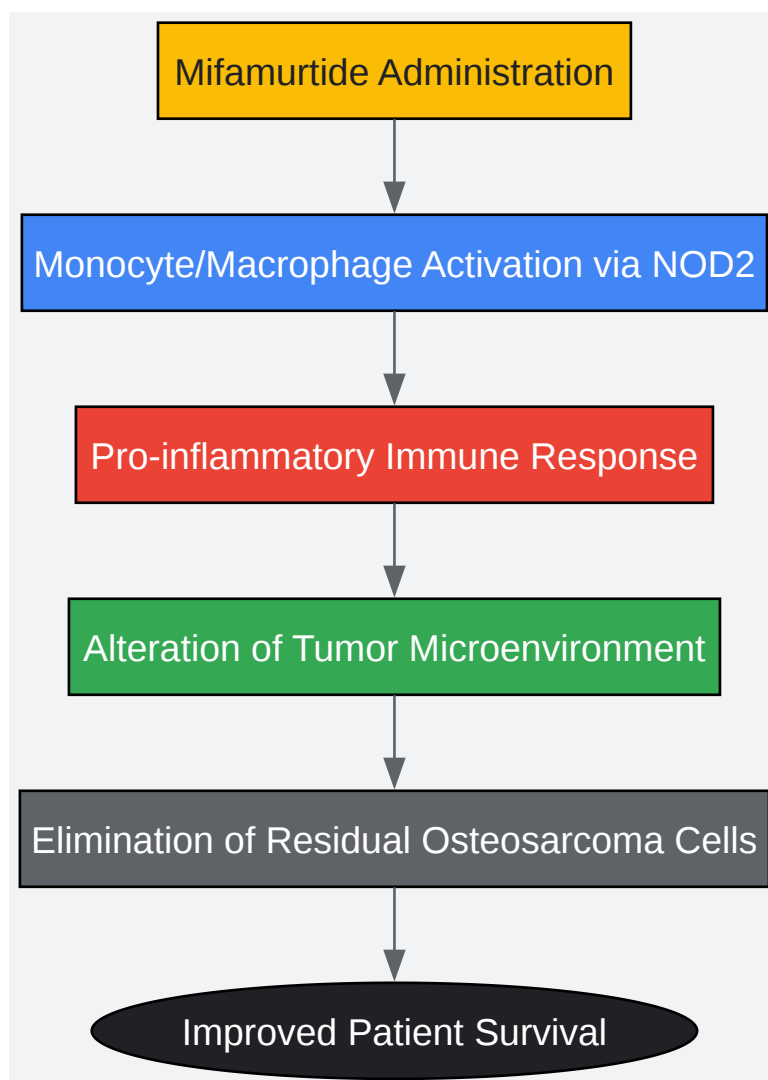 Mifamurtide Administration
Monocyte/Macrophage Activation via NOD2
Pro-inflammatory Immune Response
Alteration of Tumor Microenvironment
Elimination of Residual Osteosarcoma Cells
Improved Patient Survival